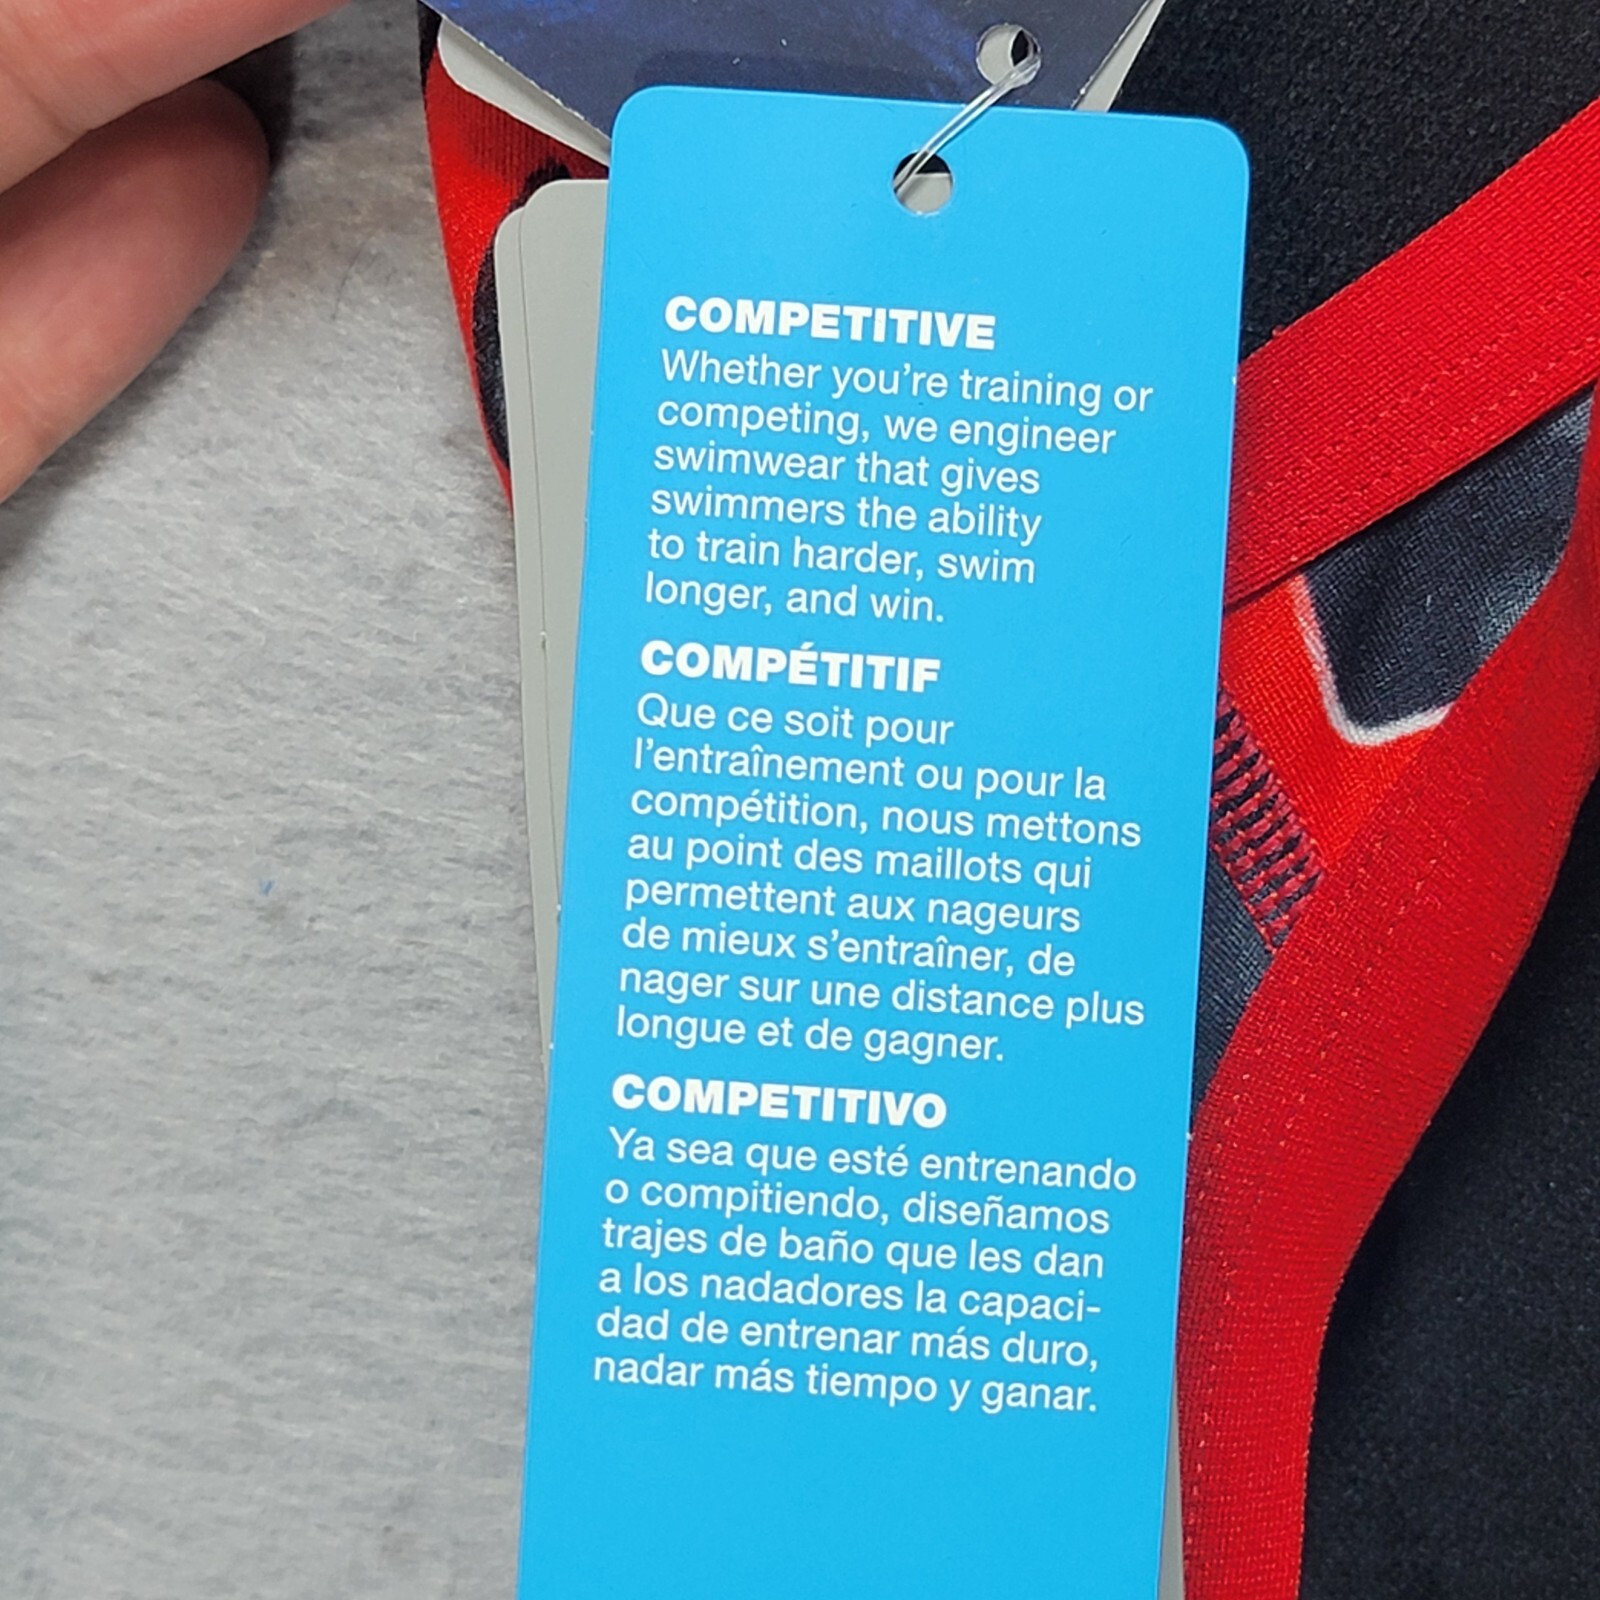 COMPETITIVE
Whether you're training or
competing, we engineer
swimwear that gives
swimmers the ability
to train harder, swim
longer, and win.
COMPÉTITIF
Que ce soit pour
l'entraînement ou pour la
compétition, nous mettons
au point des maillots qui
permettent aux nageurs
de mieux s'entraîner, de
nager sur une distance plus
longue et de gagner.
COMPETITIVO
Ya sea que esté entrenando
o compitiendo, diseñamos
trajes de baño que les dan
a los nadadores la capaci-
dad de entrenar más duro,
nadar más tiempo y ganar.